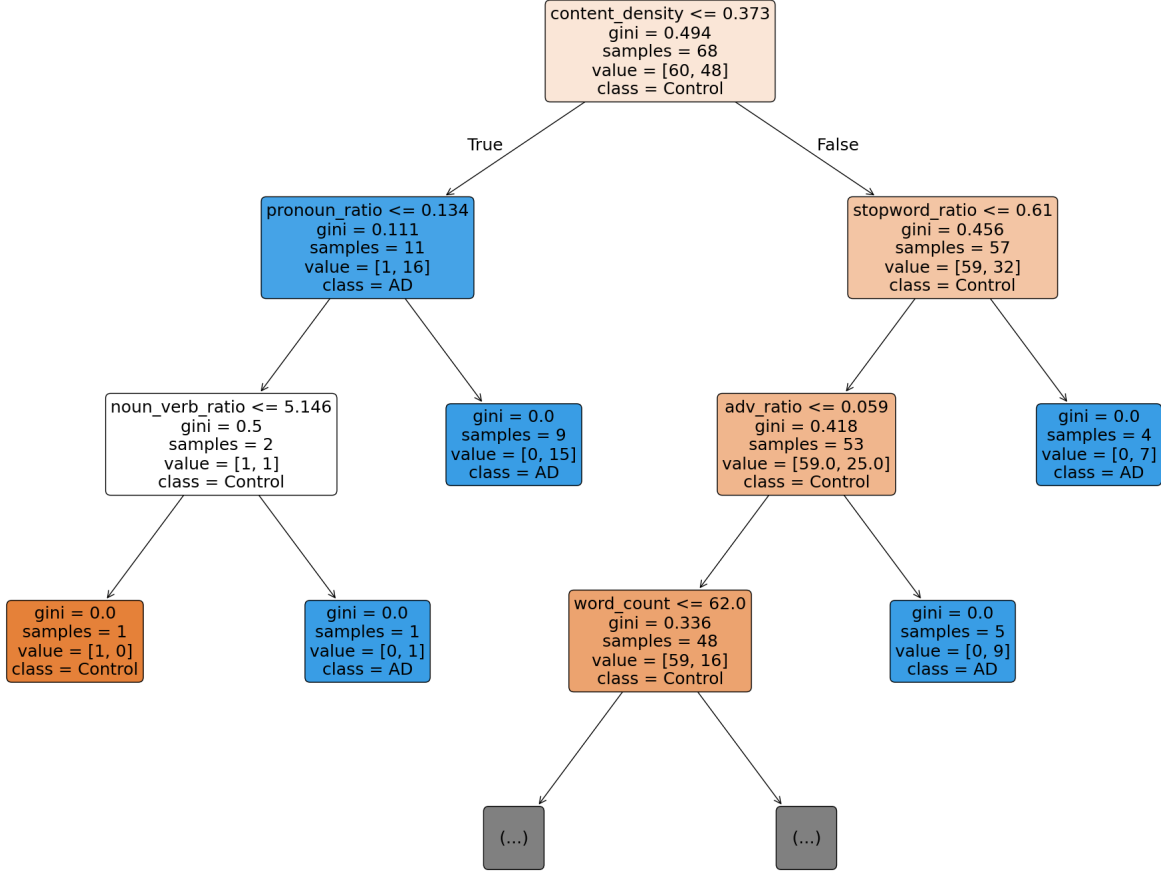 content_density <= 0.373
gini = 0.494
samples = 68
value = [60, 48]
class = Control
True
False
pronoun_ratio <= 0.134
gini = 0.111
samples = 11
value = [1, 16]
class = AD
stopword_ratio <= 0.61
gini = 0.456
samples = 57
value = [59, 32]
class = Control
noun_verb_ratio <= 5.146
gini = 0.5
samples = 2
value = [1, 1]
class = Control
gini = 0.0
samples = 9
value = [0, 15]
class = AD
adv_ratio <= 0.059
gini = 0.418
samples = 53
value = [59.0, 25.0]
class = Control
gini = 0.0
samples = 4
value = [0, 7]
class = AD
gini = 0.0
samples = 1
value = [1, 0]
class = Control
gini = 0.0
samples = 1
value = [0, 1]
class = AD
word_count <= 62.0
gini = 0.336
samples = 48
value = [59, 16]
class = Control
gini = 0.0
samples = 5
value = [0, 9]
class = AD
(...)
(...)